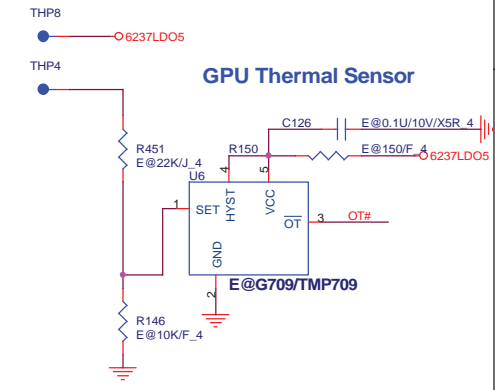 THP8
6237LDO5
THP4
GPU Thermal Sensor
C126
E@0.1U/10V/X5R_4
R451
E@22K/J_4
R150
E@150/F_4
6237LDO5
U6
4
5
1
SET
HYST
VCC
OT
3
OT#
GND
2
E@G709/TMP709
R146
E@10K/F_4